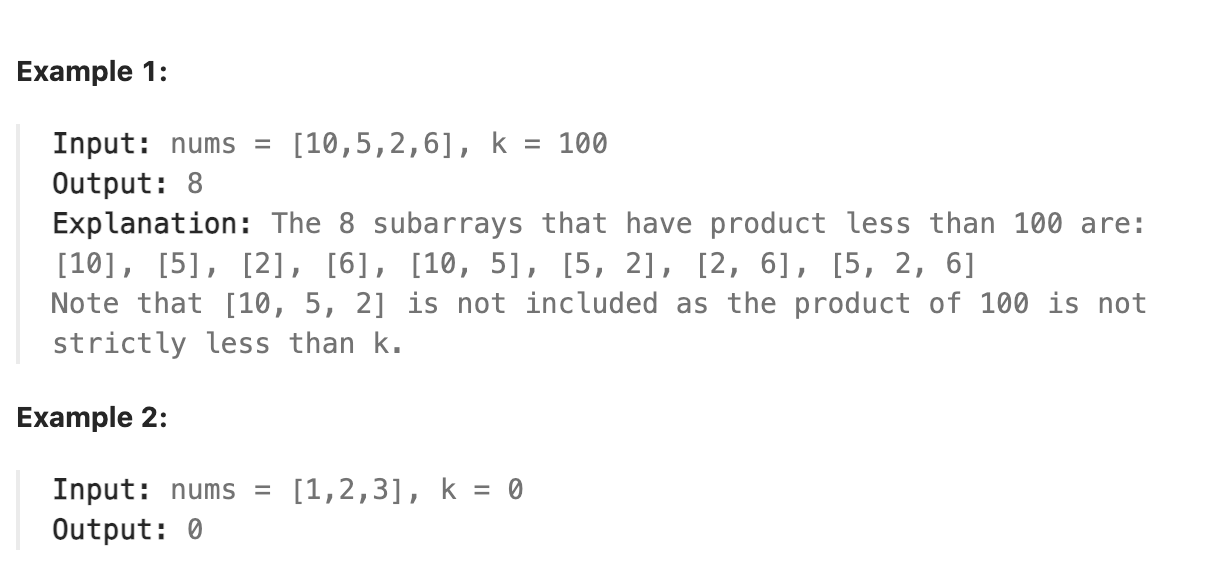 Example 1:
Input: nums = [10,5,2,6], k = 100
Output: 8
Explanation: The 8 subarrays that have product less than 100 are:
[10], [5], [2], [6], [10, 5], [5, 2], [2, 6], [5, 2, 6]
Note that [10, 5, 2] is not included as the product of 100 is not
strictly less than k.
Example 2:
Input: nums = [1,2,3], k = 0
Output: 0